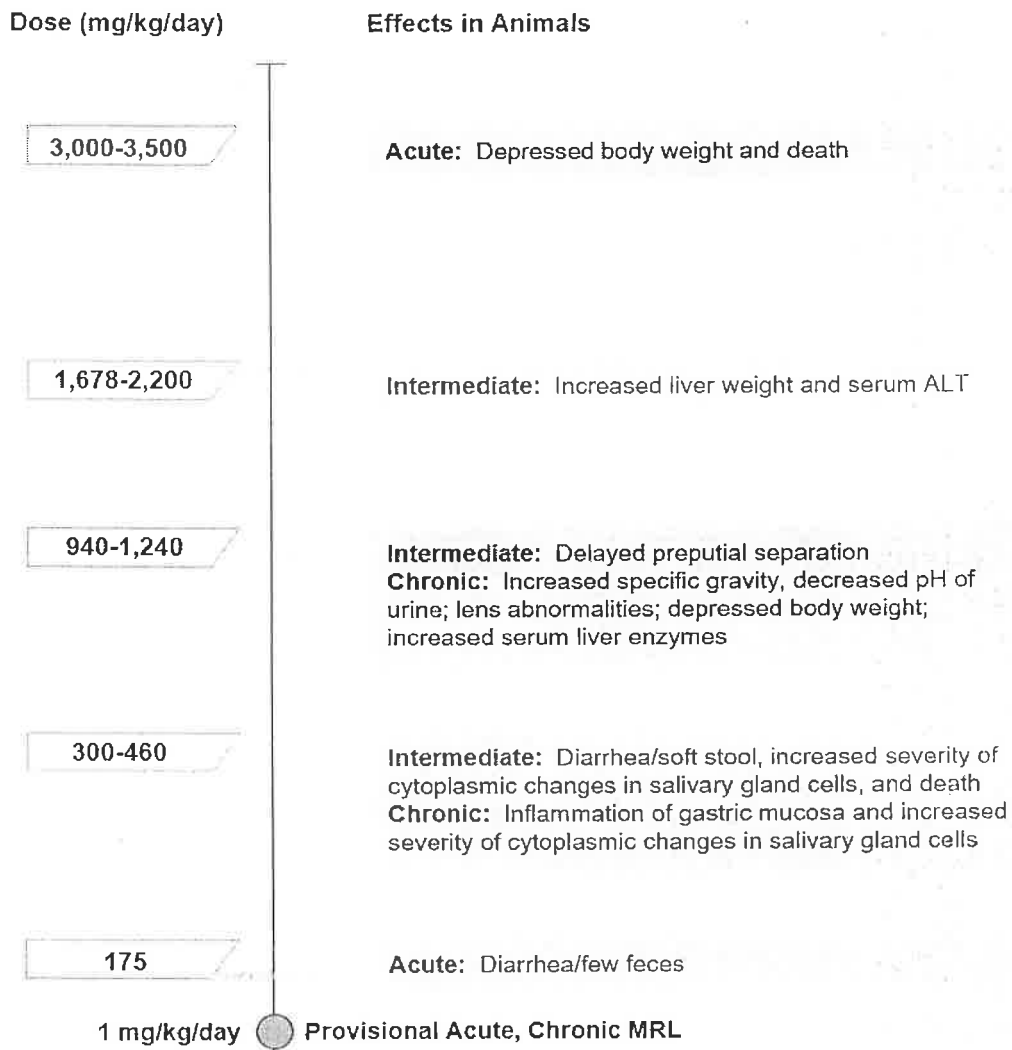 Dose (mg/kg/day) Effects in Animals
3,000-3,500 Acute: Depressed body weight and death
1,678-2,200 Intermediate: Increased liver weight and serum ALT
940-1,240 Intermediate: Delayed preputial separation
Chronic: Increased specific gravity, decreased pH of
urine; lens abnormalities; depressed body weight;
increased serum liver enzymes
300-460 Intermediate: Diarrhea/soft stool, increased severity of
cytoplasmic changes in salivary gland cells, and death
Chronic: Inflammation of gastric mucosa and increased
severity of cytoplasmic changes in salivary gland cells
175 Acute: Diarrhea/few feces
1 mg/kg/day Provisional Acute, Chronic MRL